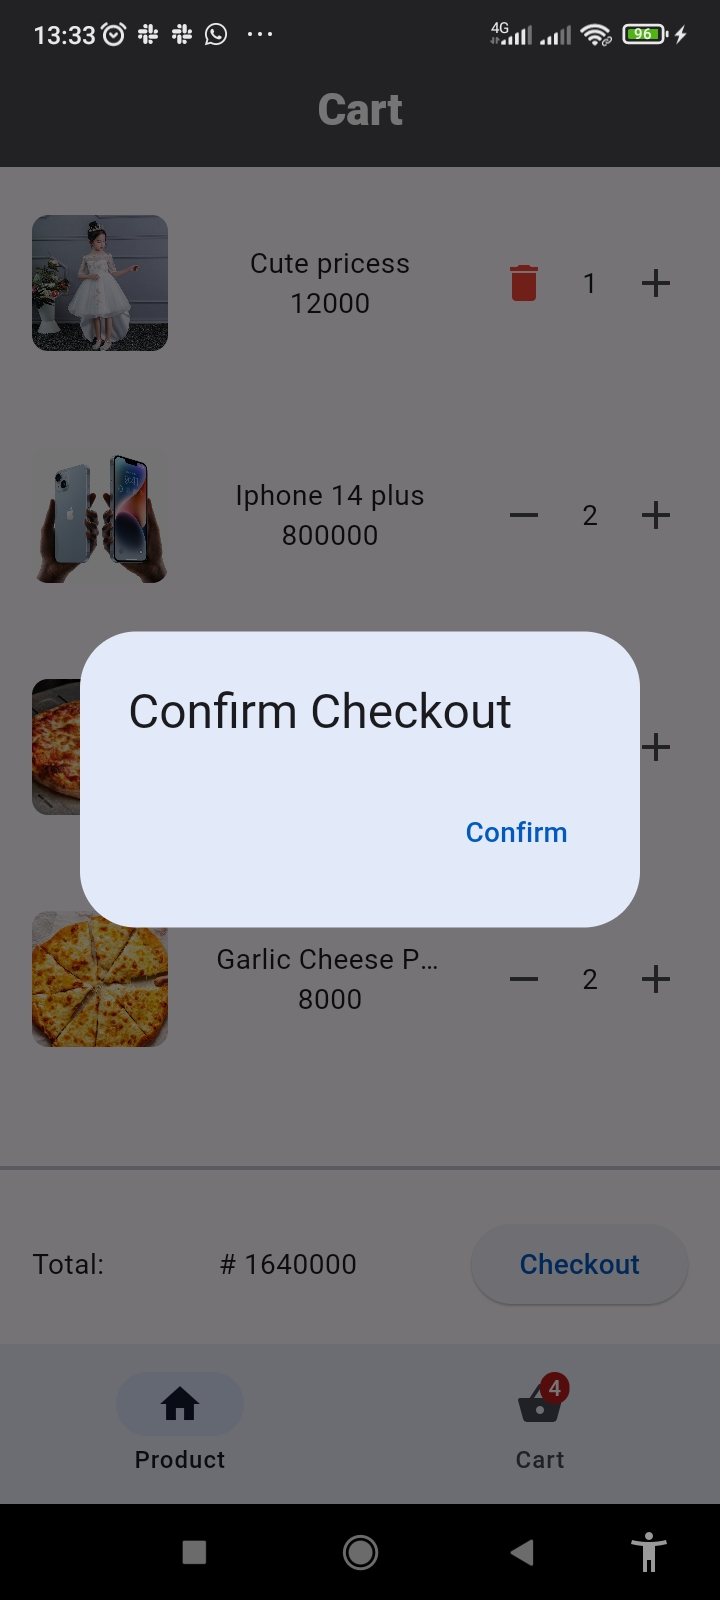 13:33 4G 96
Cart
Cute pricess
12000
1
Iphone 14 plus
800000
2
Confirm Checkout
Confirm
Garlic Cheese P...
8000
2
Total: # 1640000 Checkout
4
Product Cart